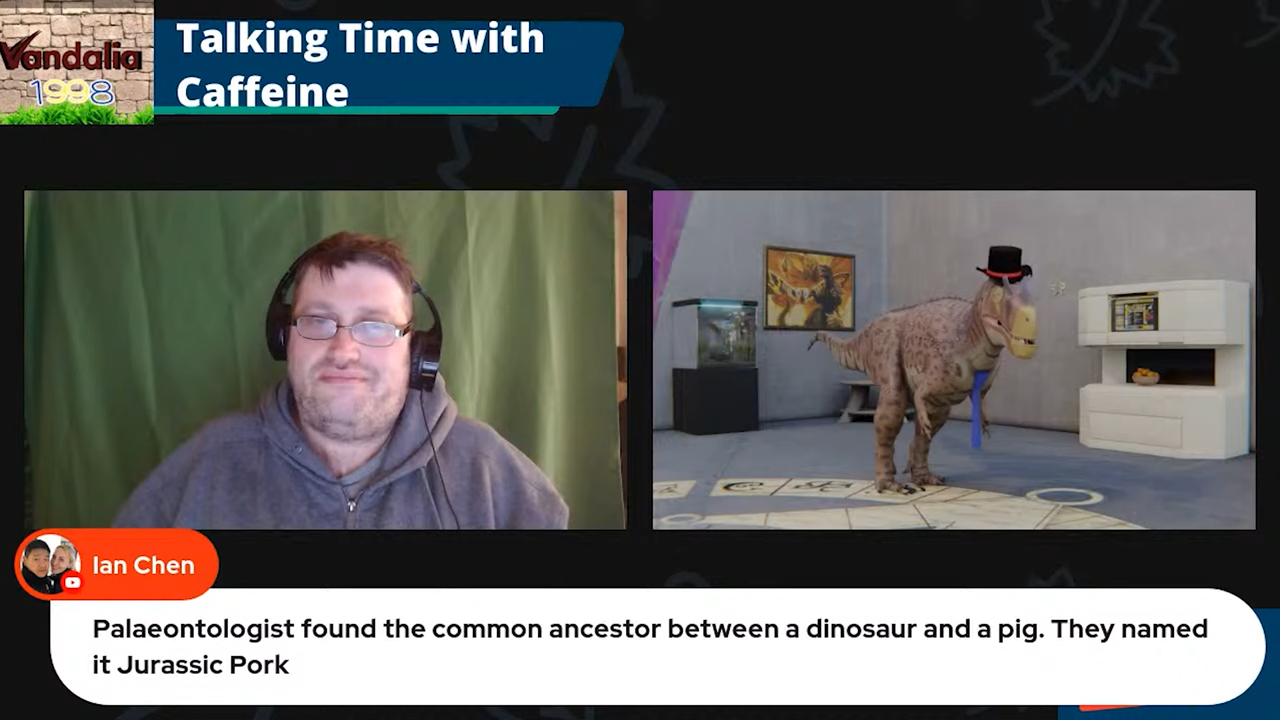 Vandalia
1998
Talking Time with
Caffeine
Ian Chen
Palaeontologist found the common ancestor between a dinosaur and a pig. They named
it Jurassic Pork